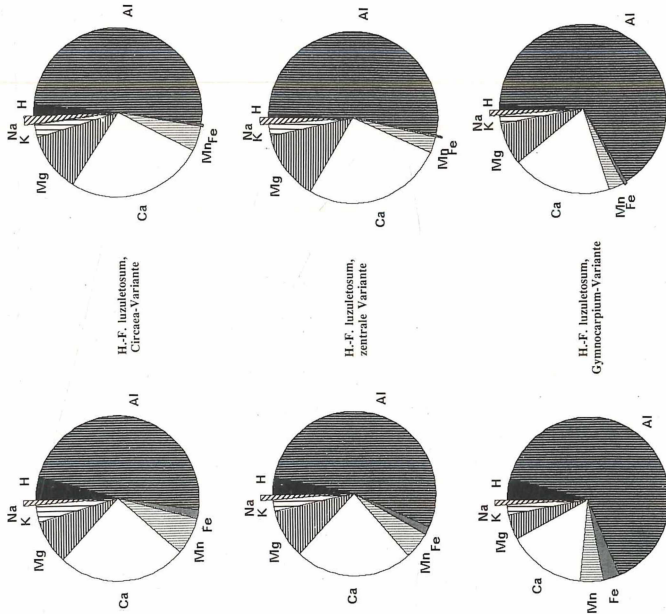 Al
H
Na
K
Mg
Ca
Mn
Fe
Al
H
Na
K
Mg
Ca
Mn
Fe
Al
H
Na
K
Mg
Ca
Mn
Fe
H.-F. luzuletosum,
Circaea-Variante
H.-F. luzuletosum,
zentrale Variante
H.-F. luzuletosum,
Gymnocarpium-Variante
Al
H
Na
K
Mg
Ca
Mn
Fe
Al
H
Na
K
Mg
Ca
Mn
Fe
Al
H
Na
K
Mg
Ca
Mn
Fe